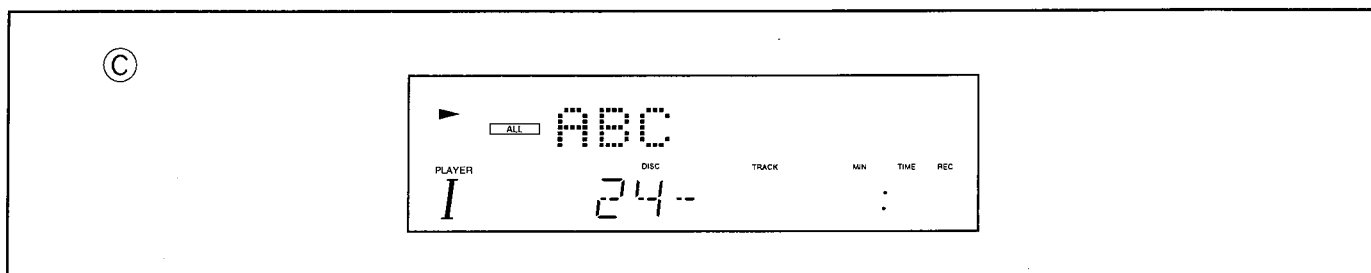 Ⓒ
ALL ABC
PLAYER DISC TRACK MIN TIME REC
I 24- :